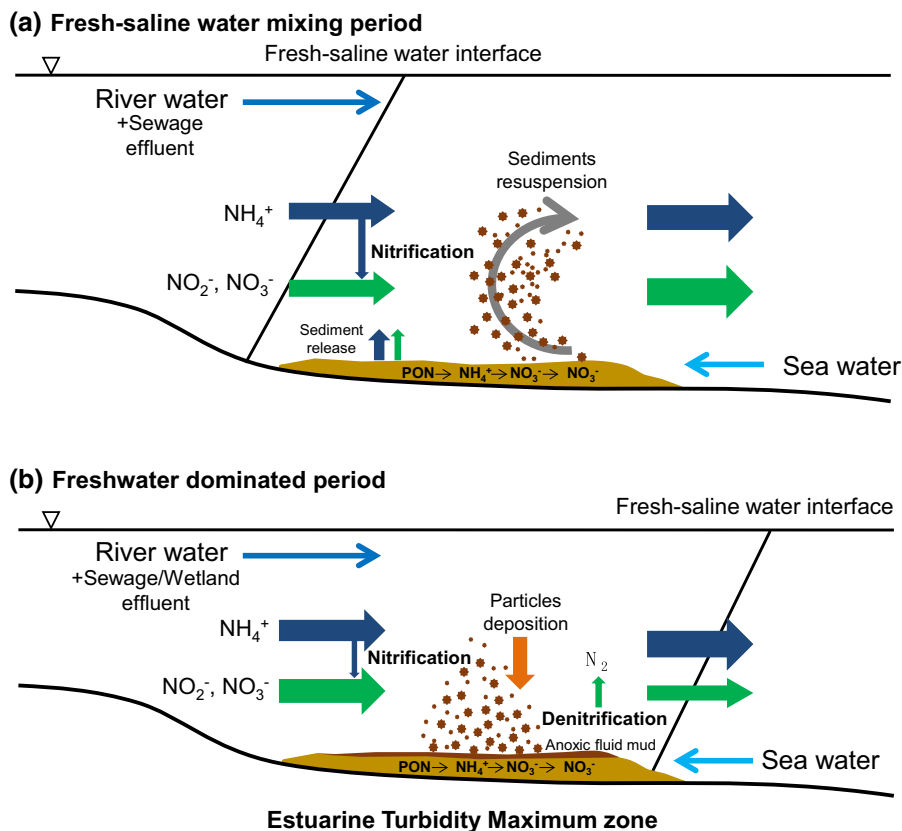 (a) Fresh-saline water mixing period
Fresh-saline water interface
River water
+Sewage
effluent
Sediments
resuspension
NH₄⁺
Nitrification
NO₂⁻, NO₃⁻
Sediment
release
PON→ NH₄⁺→NO₃⁻→ NO₃⁻
Sea water
(b) Freshwater dominated period
Fresh-saline water interface
River water
+Sewage/Wetland
effluent
Particles
deposition
NH₄⁺
Nitrification
N₂
NO₂⁻, NO₃⁻
Denitrification
Anoxic fluid mud
PON→ NH₄⁺→NO₃⁻→ NO₃⁻
Sea water
Estuarine Turbidity Maximum zone